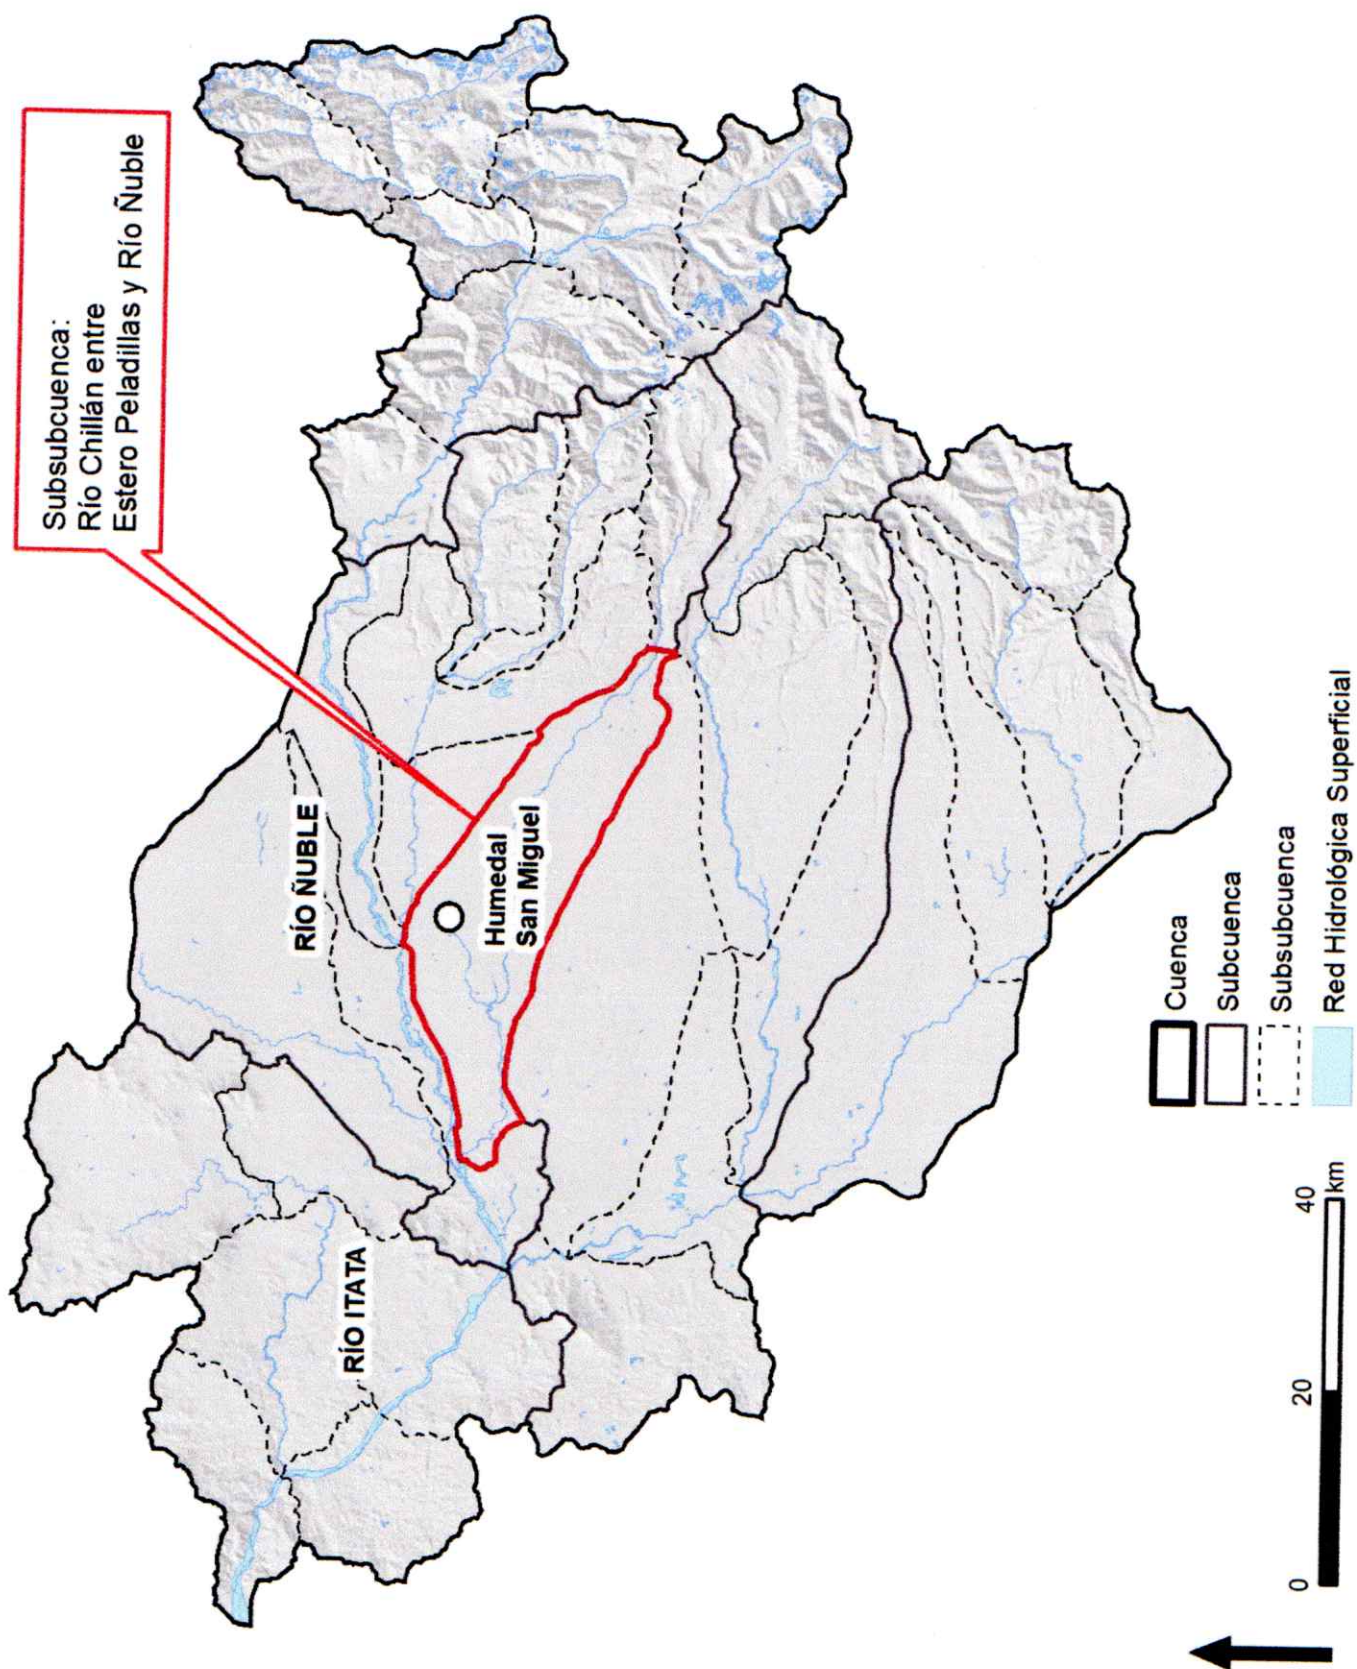 Subsubcuenca:
Río Chillán entre
Estero Peladillas y Río Ñuble
RÍO ÑUBLE
Humedal
San Miguel
RÍO ITATA
0
20
40
km
Cuenca
Subcuenca
Subsubcuenca
Red Hidrológica Superficial